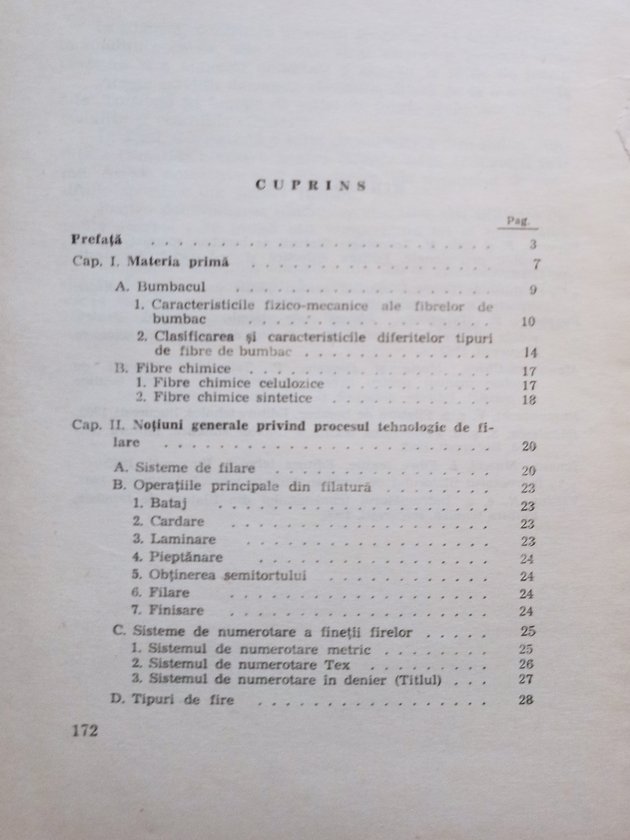 CUPRINS
Pag.
Prefață . . . . . . . . . . . . . . . . . . . . . . 3
Cap. I. Materia primă . . . . . . . . . . . . . . . . 7
A. Bumbacul . . . . . . . . . . . . . . . . 9
1. Caracteristicile fizico-mecanice ale fibrelor de
bumbac . . . . . . . . . . . . . . . . 10
2. Clasificarea și caracteristicile diferitelor tipuri
de fibre de bumbac . . . . . . . . . . . . 14
B. Fibre chimice . . . . . . . . . . . . . . . 17
1. Fibre chimice celulozice . . . . . . . . . . 17
2. Fibre chimice sintetice . . . . . . . . . . 18
Cap. II. Noțiuni generale privind procesul tehnologic de fi-
lare . . . . . . . . . . . . . . . . . . . . . 20
A. Sisteme de filare . . . . . . . . . . . . . . 20
B. Operațiile principale din filatură . . . . . . . . 23
1. Bataj . . . . . . . . . . . . . . . . . 23
2. Cardare . . . . . . . . . . . . . . . . 23
3. Laminare . . . . . . . . . . . . . . . . 23
4. Pieptănare . . . . . . . . . . . . . . . 24
5. Obținerea semitortului . . . . . . . . . . . 24
6. Filare . . . . . . . . . . . . . . . . 24
7. Finisare . . . . . . . . . . . . . . . . 24
C. Sisteme de numerotare a fineții firelor . . . . . 25
1. Sistemul de numerotare metric . . . . . . . . 25
2. Sistemul de numerotare Tex . . . . . . . . 26
3. Sistemul de numerotare în denier (Titlul) . . . 27
D. Tipuri de fire . . . . . . . . . . . . . . . 28
172